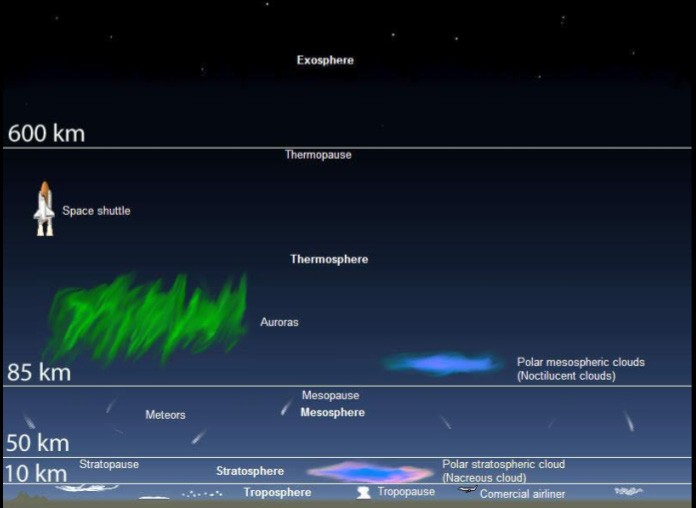 Exosphere
600 km
Thermopause
Space shuttle
Thermosphere
Auroras
Polar mesospheric clouds
(Noctilucent clouds)
85 km
Mesopause
Meteors
Mesosphere
50 km
Stratopause
Polar stratospheric cloud
(Nacreous cloud)
10 km
Stratosphere
Troposphere
Tropopause
Comercial airliner